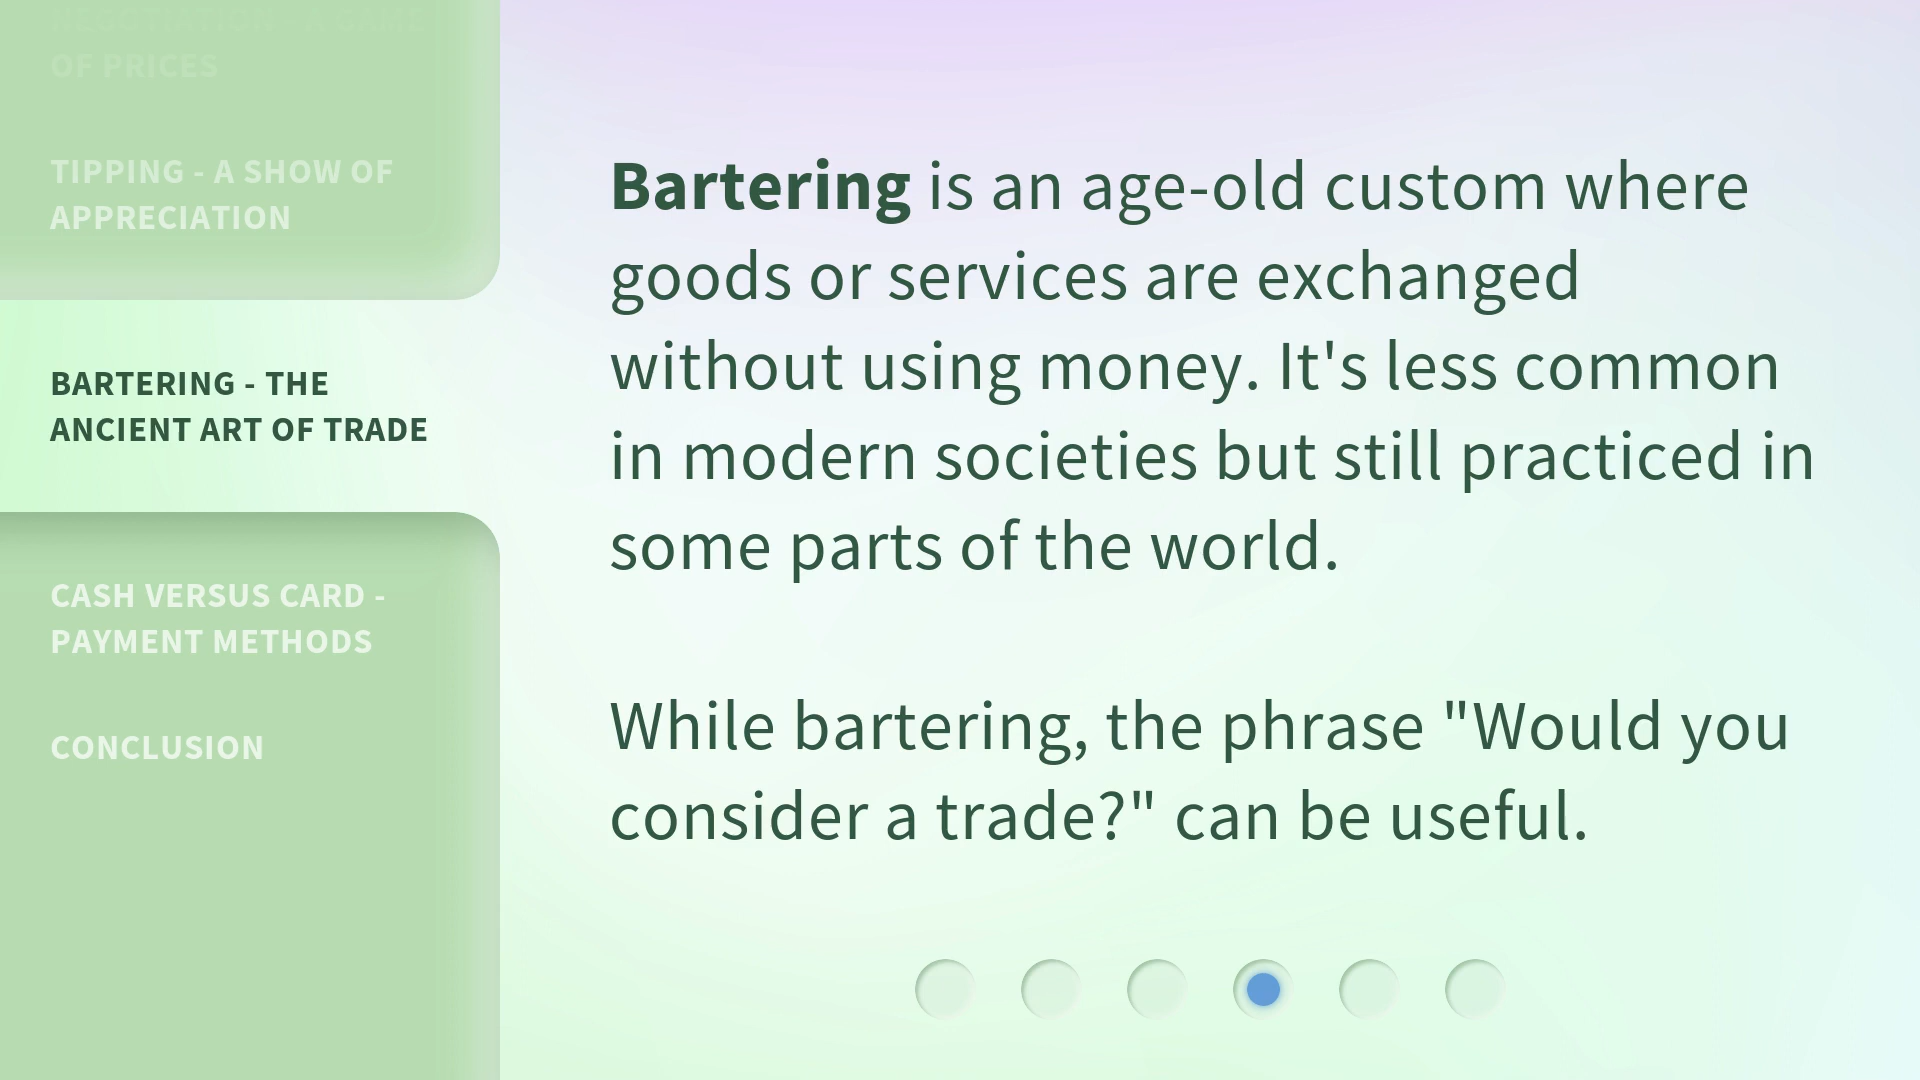 NEGOTIATION - A GAME
OF PRICES
TIPPING - A SHOW OF
APPRECIATION
BARTERING - THE
ANCIENT ART OF TRADE
CASH VERSUS CARD -
PAYMENT METHODS
CONCLUSION
Bartering is an age-old custom where
goods or services are exchanged
without using money. It's less common
in modern societies but still practiced in
some parts of the world.
While bartering, the phrase "Would you
consider a trade?" can be useful.